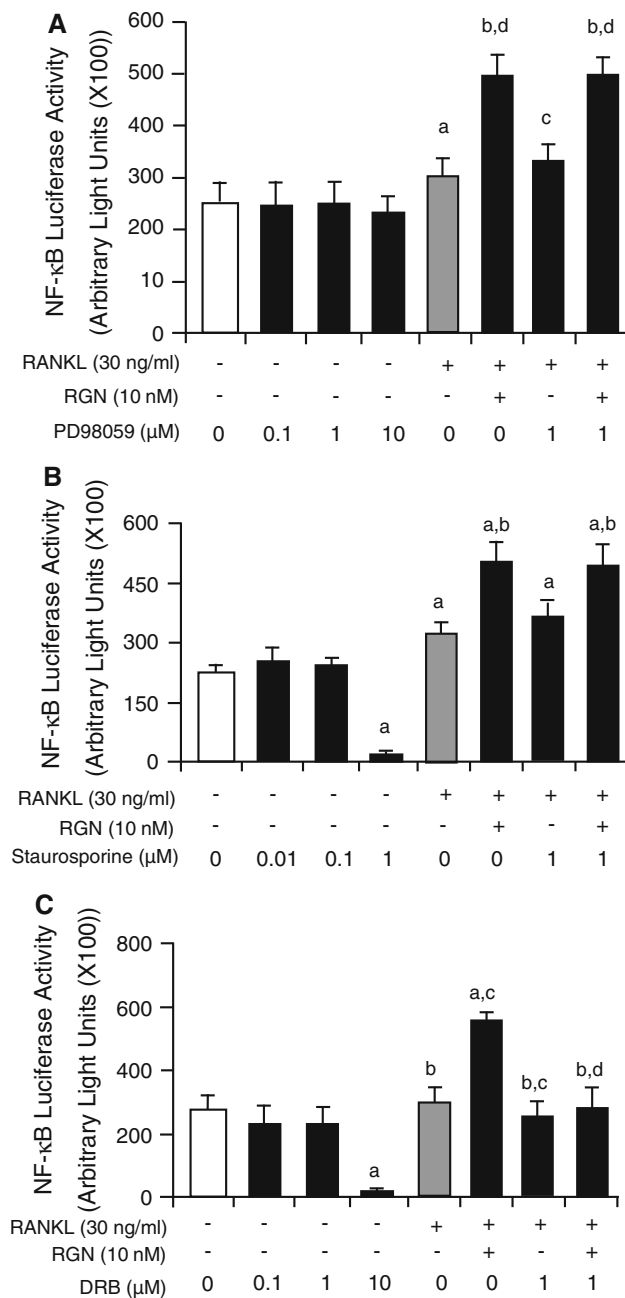 A
NF-κB Luciferase Activity
(Arbitrary Light Units (X100))
600
500
400
300
200
10
0
a
b,d
c
b,d
RANKL (30 ng/ml) - - - - + + + +
RGN (10 nM) - - - - - + - +
PD98059 (µM) 0 0.1 1 10 0 0 1 1
B
NF-κB Luciferase Activity
(Arbitrary Light Units (X100)
600
450
300
150
0
a
a
a,b
a
a,b
RANKL (30 ng/ml) - - - - + + + +
RGN (10 nM) - - - - - + - +
Staurosporine (µM) 0 0.01 0.1 1 0 0 1 1
C
NF-κB Luciferase Activity
(Arbitrary Light Units (X100))
800
600
400
200
0
a
b
a,c
b,c
b,d
RANKL (30 ng/ml) - - - - + + + +
RGN (10 nM) - - - - - + - +
DRB (µM) 0 0.1 1 10 0 0 1 1